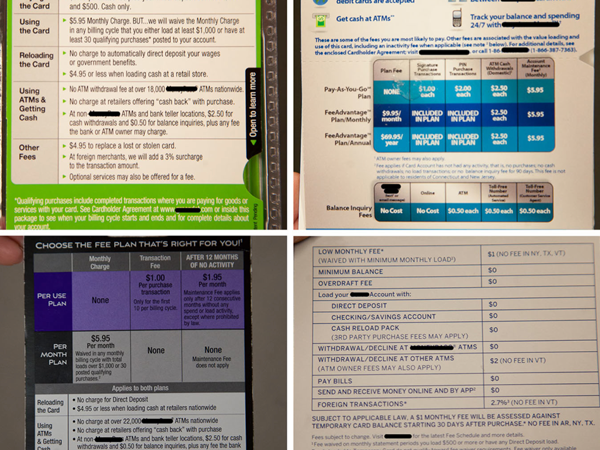 the Card
and $500. Cash only.
Using
the Card
$5.95 Monthly Charge. BUT...we will waive the Monthly Charge
in any billing cycle that you either load at least $1,000 or have at
least 30 qualifying purchases* posted to your account.
Reloading
the Card
No charge to automatically direct deposit your wages
or government benefits.
$4.95 or less when loading cash at a retail store.
Using
ATMs &
Getting
Cash
No ATM withdrawal fee at over 18,000 ATMs nationwide.
No charge at retailers offering "cash back" with purchase.
At non- ATMs and bank teller locations, $2.50 for
cash withdrawals and $0.50 for balance inquiries, plus any fee
the bank or ATM owner may charge.
Other
Fees
$4.95 to replace a lost or stolen card.
At foreign merchants, we will add a 3% surcharge
to the transaction amount.
Optional services may also be offered for a fee.
Open to learn more
*Qualifying purchases include completed transactions where you are paying for goods or
services with your card. See Cardholder Agreement at www. .com or inside this
package to see when your billing cycle starts and ends and for complete details about
your account.
debit cards are accepted
Get cash at ATMs**
Track your balance and spending
24/7 with
These are some of the fees you are most likely to pay. Other fees are associated with the value loading and
use of this card, including an inactivity fee when applicable (see note † below). For additional details, see
the enclosed Cardholder Agreement; visit or call 1-866-387-7363).
Plan Fee
Signature Purchase Transactions
PIN Purchase Transactions
ATM Cash Withdrawals (Domestic)*
Account Maintenance Fee† (Monthly)
Pay-As-You-Go™
Plan
NONE
$1.00 each
$2.00 each
$2.50 each
$5.95
FeeAdvantage™
Plan/Monthly
$9.95/ month
INCLUDED IN PLAN
INCLUDED IN PLAN
$2.50 each
$5.95
FeeAdvantage™
Plan/Annual
$69.95/ year
INCLUDED IN PLAN
INCLUDED IN PLAN
$2.50 each
$5.95
*ATM owner fees may also apply.
†Fee applies if Card Account has not had any activity, that is, no purchases, no cash
withdrawals, no load transactions, or no balance inquiry fee for 90 days. This fee is not
applicable to residents of Connecticut and New Jersey.
Online
ATM
Toll-Free Number
Toll-Free Number
Balance Inquiry
Fees
No Cost
No Cost
$0.50 each
$0.50 each
$0.50 each
CHOOSE THE FEE PLAN THAT'S RIGHT FOR YOU!†
Monthly Charge
Transaction Fee
AFTER 12 MONTHS OF NO ACTIVITY
PER USE
PLAN
None
$1.00
Per purchase
transaction
Only for the first
10 per billing cycle.
$1.95
Per month
Maintenance Fee applies
only after 12 consecutive
months without any
spend or load activity,
except where prohibited
by law.
PER
MONTH
PLAN
$5.95
Per month
Waived in any monthly
billing cycle with total
loads over $1,000 or 30
posted qualifying
purchases.*
None
None
Maintenance Fee
does not apply
Applies to both plans
Reloading
the Card
No charge for Direct Deposit
$4.95 or less when loading cash at retailers nationwide
Using
ATMs
& Getting
Cash
No charge at over 22,000 ATMs nationwide
No charge at retailers offering "cash back" with purchase
At non- ATMs and bank teller locations, $2.50 for cash
withdrawals and $0.50 for balance inquiries, plus any fee the bank
LOW MONTHLY FEE*
(WAIVED WITH MINIMUM MONTHLY LOAD²)
$1 (NO FEE IN NY, TX, VT)
MINIMUM BALANCE
$0
OVERDRAFT FEE
$0
Load your Account with:
DIRECT DEPOSIT
$0
CHECKING/SAVINGS ACCOUNT
$0
CASH RELOAD PACK
(3RD PARTY PURCHASE FEES MAY APPLY)
$0
WITHDRAWAL/DECLINE AT ATMS
$0
WITHDRAWAL/DECLINE AT OTHER ATMS
(ATM OWNER FEES MAY ALSO APPLY)
$2 (NO FEE IN VT)
PAY BILLS
$0
SEND AND RECEIVE MONEY ONLINE AND BY APP¹
$0
FOREIGN TRANSACTIONS*
2.7%³ (NO FEE IN VT)
SUBJECT TO APPLICABLE LAW, A $1 MONTHLY FEE WILL BE ASSESSED AGAINST
TEMPORARY CARD BALANCE STARTING 30 DAYS AFTER PURCHASE.* NO FEE IN AR, NY, TX.
Fees subject to change. Visit for the latest Fee Schedule and more details.
²Fee waived on monthly statement periods you load $500 or more or have any Direct Deposit load.